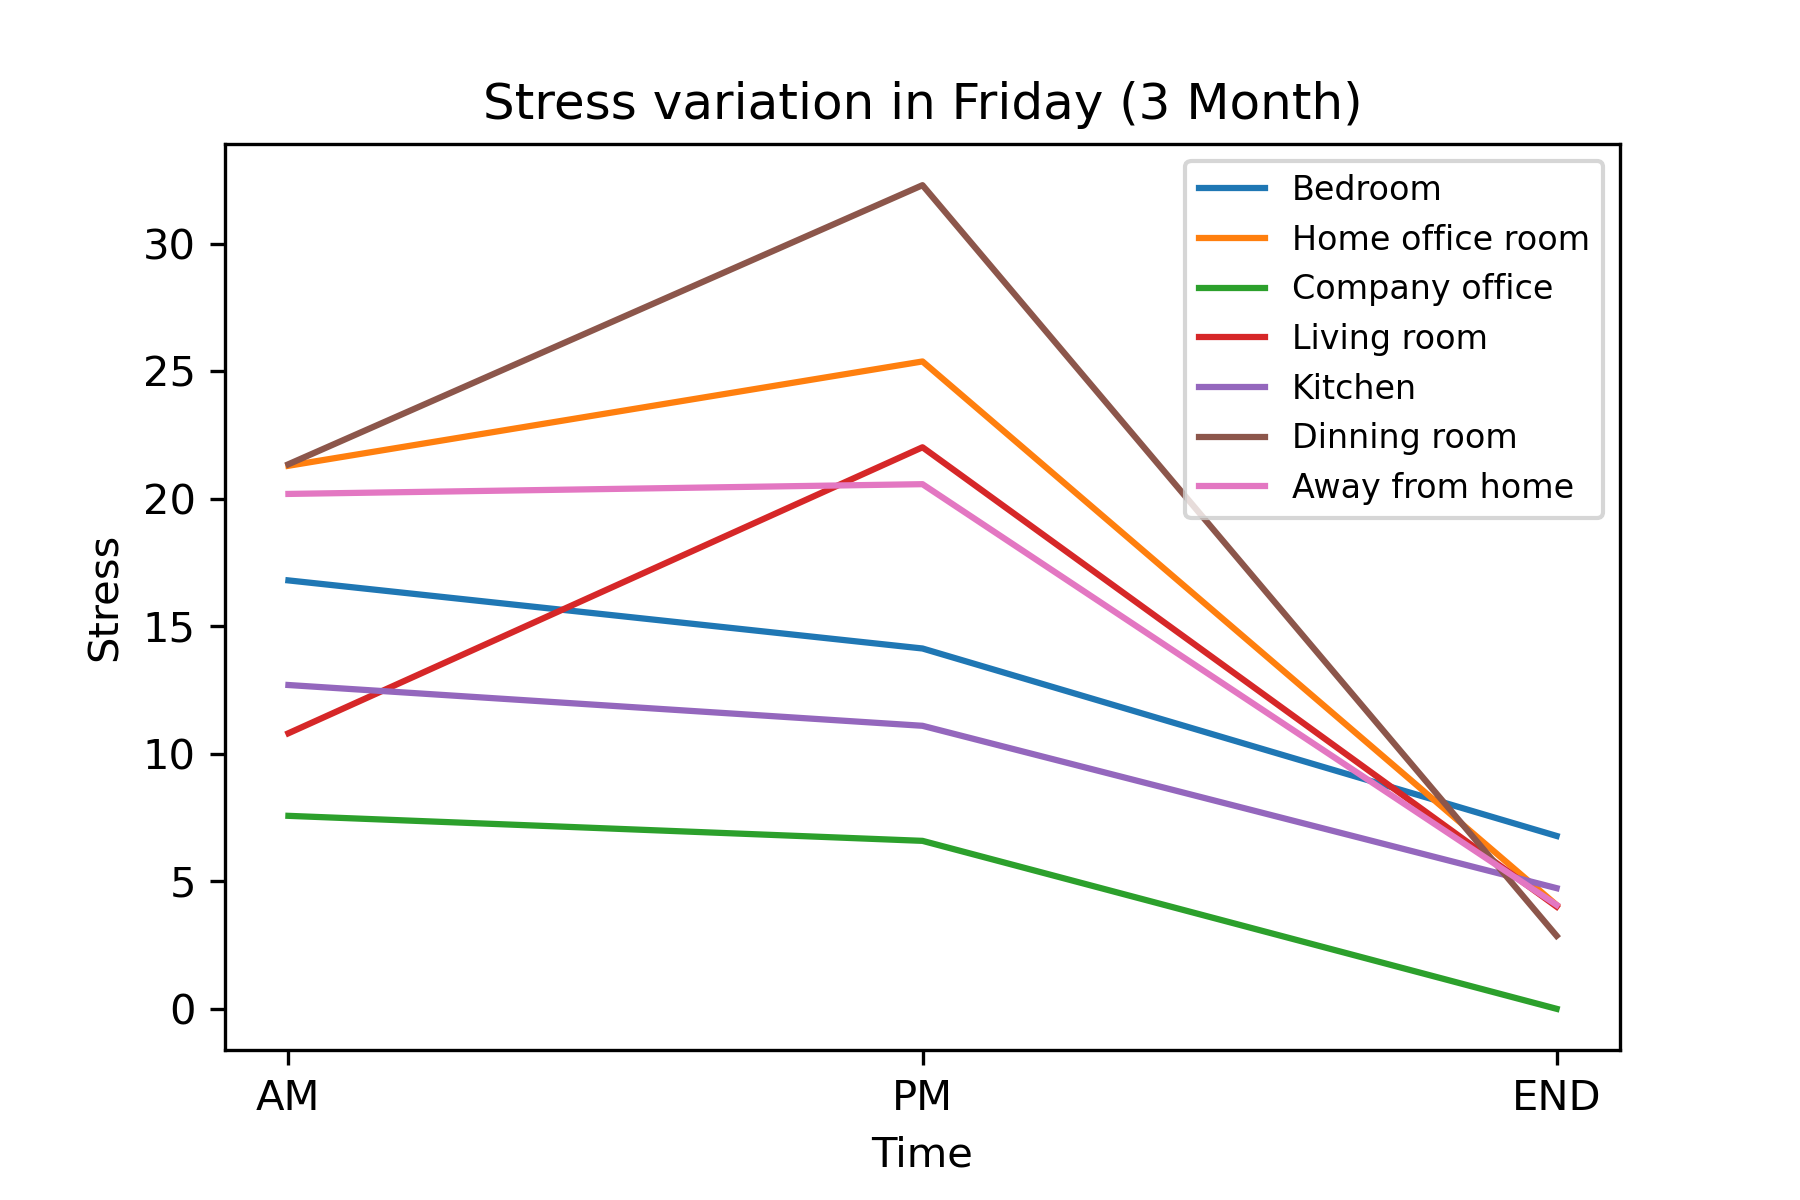 Stress variation in Friday (3 Month)
Bedroom
Home office room
Company office
Living room
Kitchen
Dinning room
Away from home
30
25
20
15
10
5
0
Stress
AM PM END
Time